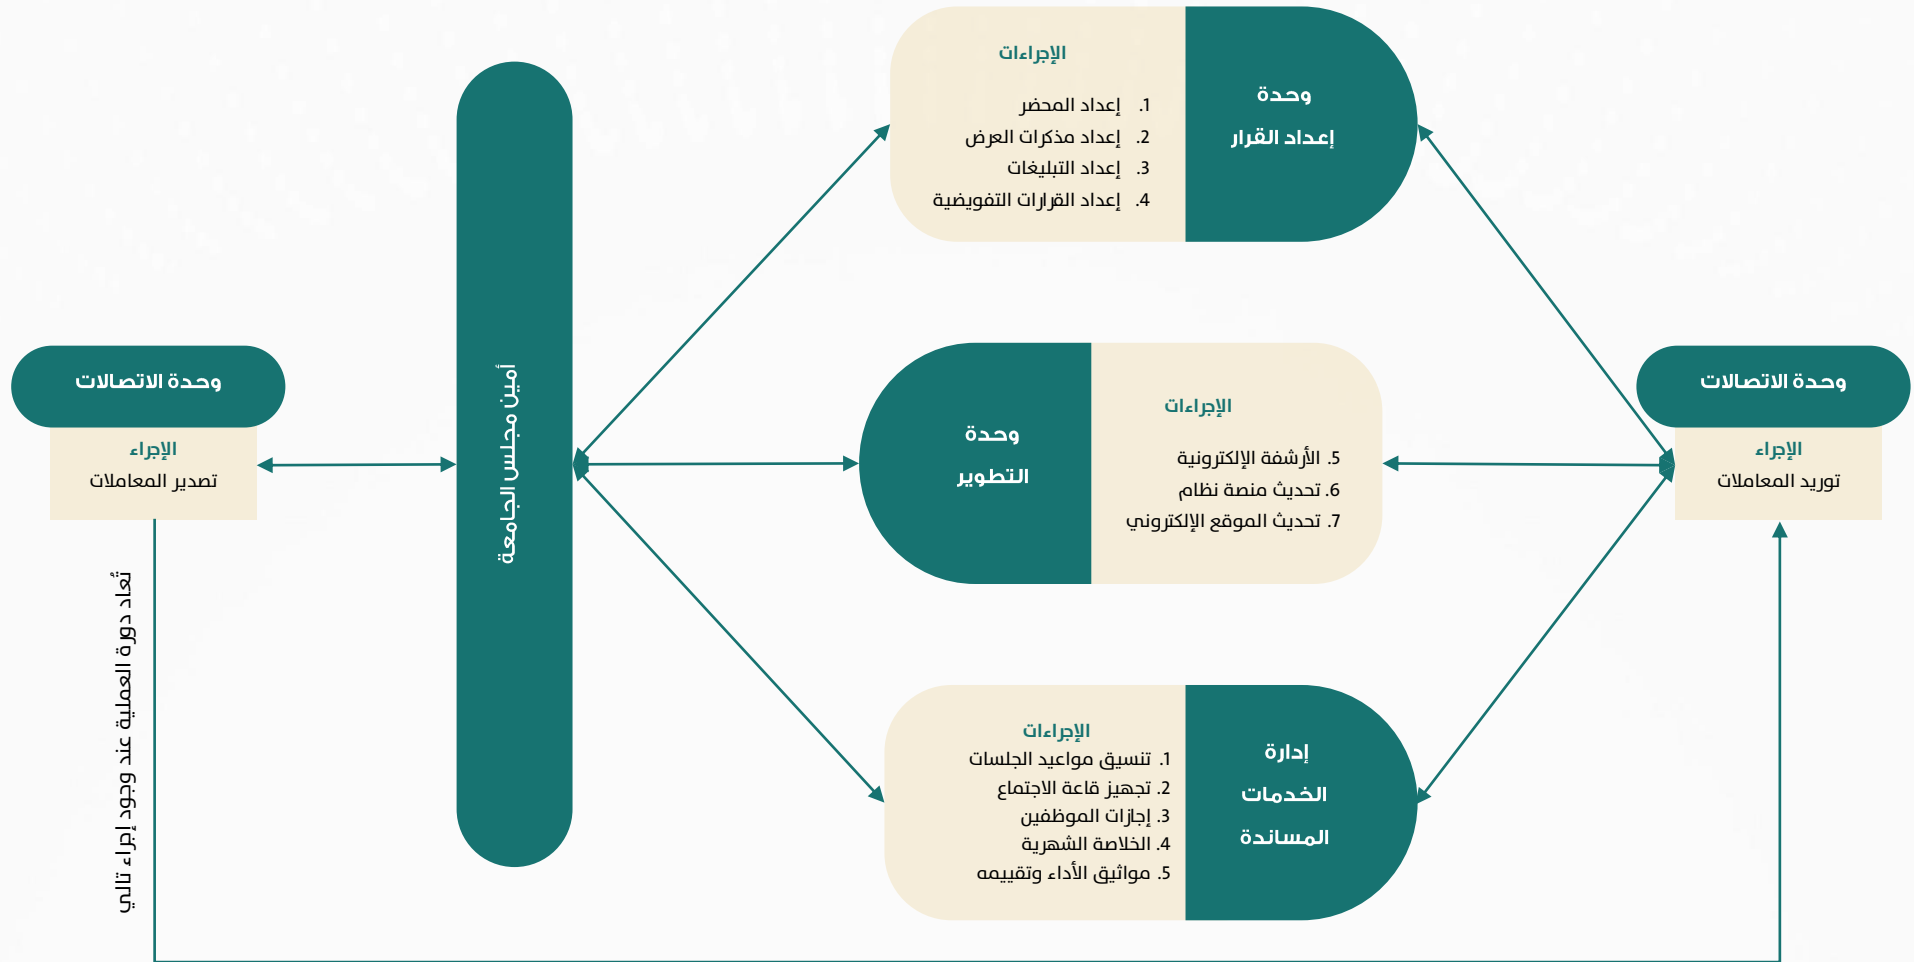 وحدة الاتصالات
الإجراء
توريد المعاملات
وحدة
إعداد القرار
الإجراءات
1. إعداد المحضر
2. إعداد مذكرات العرض
3. إعداد التبليغات
4. إعداد القرارات التفويضية
وحدة
التطوير
الإجراءات
5. الأرشفة الإلكترونية
6. تحديث منصة نظام
7. تحديث الموقع الإلكتروني
إدارة
الخدمات
المساندة
الإجراءات
1. تنسيق مواعيد الجلسات
2. تجهيز قاعة الاجتماع
3. إجازات الموظفين
4. الخلاصة الشهرية
5. مواثيق الأداء وتقييمه
أمين مجلس الجامعة
وحدة الاتصالات
الإجراء
تصدير المعاملات
تُعاد دورة العملية عند وجود إجراء تالي